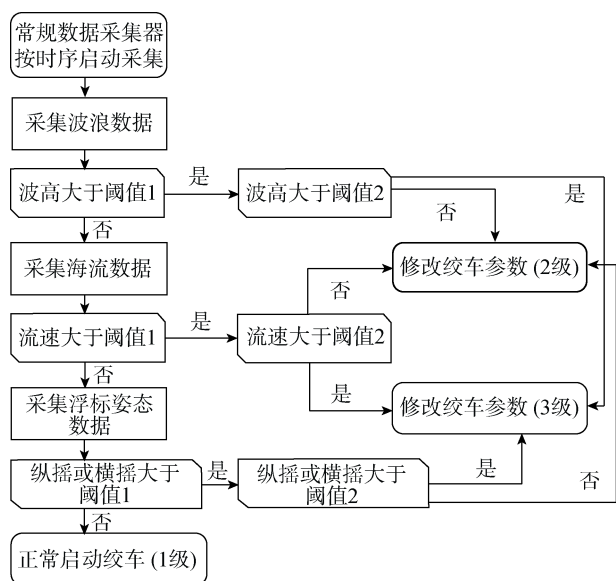 常规数据采集器
按时序启动采集
采集波浪数据
波高大于阈值1
是
波高大于阈值2
是
否
否
采集海流数据
修改绞车参数 (2级)
否
流速大于阈值1
是
流速大于阈值2
否
是
采集浮标姿态
数据
修改绞车参数 (3级)
纵摇或横摇大于
阈值1
是
纵摇或横摇大于
阈值2
是
否
否
正常启动绞车 (1级)